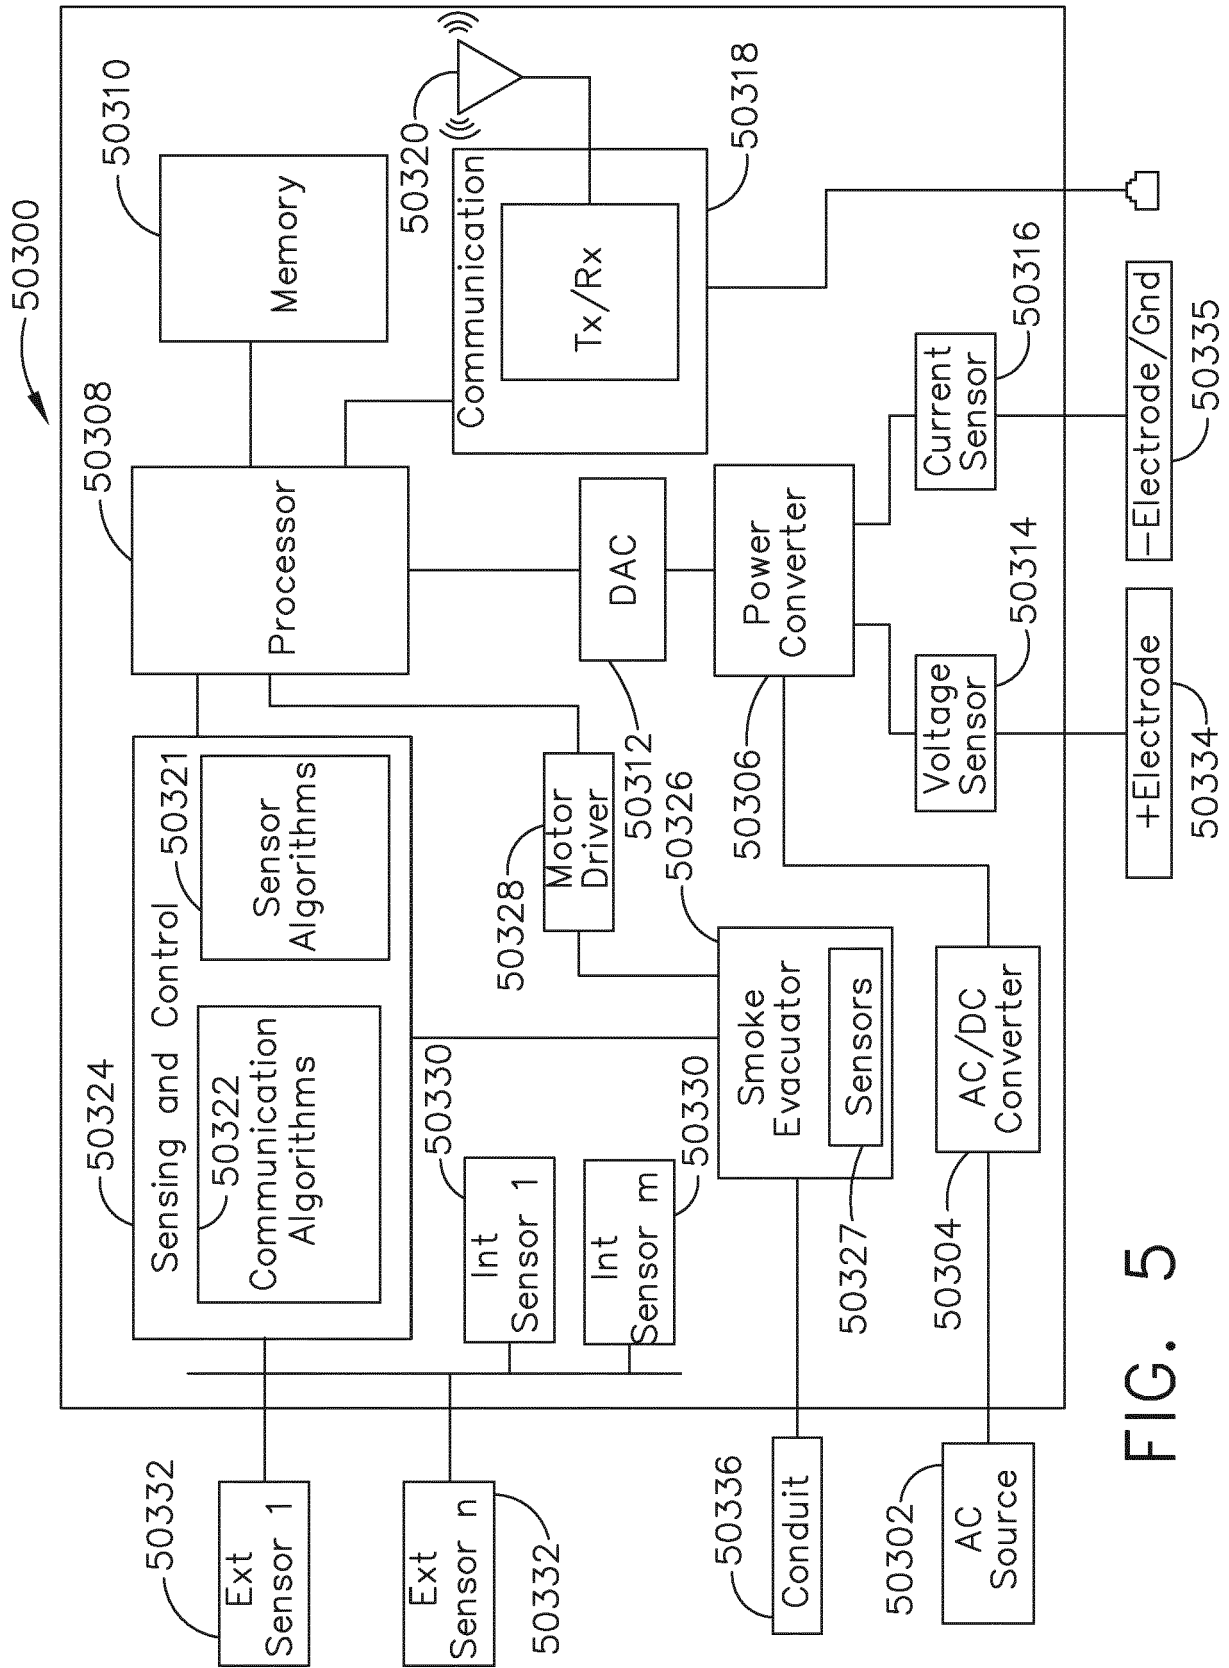 50300
50324
Sensing and Control
50322
Communication
Algorithms
50321
Sensor
Algorithms
50308
Processor
50310
Memory
50332
Ext
Sensor 1
Ext
Sensor n
50332
50330
Int
Sensor 1
Int
Sensor m
50330
50328
Motor
Driver
DAC
50312
50320
Communication
Tx/Rx
50318
50336
Conduit
50326
Smoke
Evacuator
Sensors
50327
50306
Power
Converter
50302
AC
Source
50304
AC/DC
Converter
Voltage
Sensor
50314
Current
Sensor
50316
+Electrode
50334
-Electrode/Gnd
50335
FIG. 5